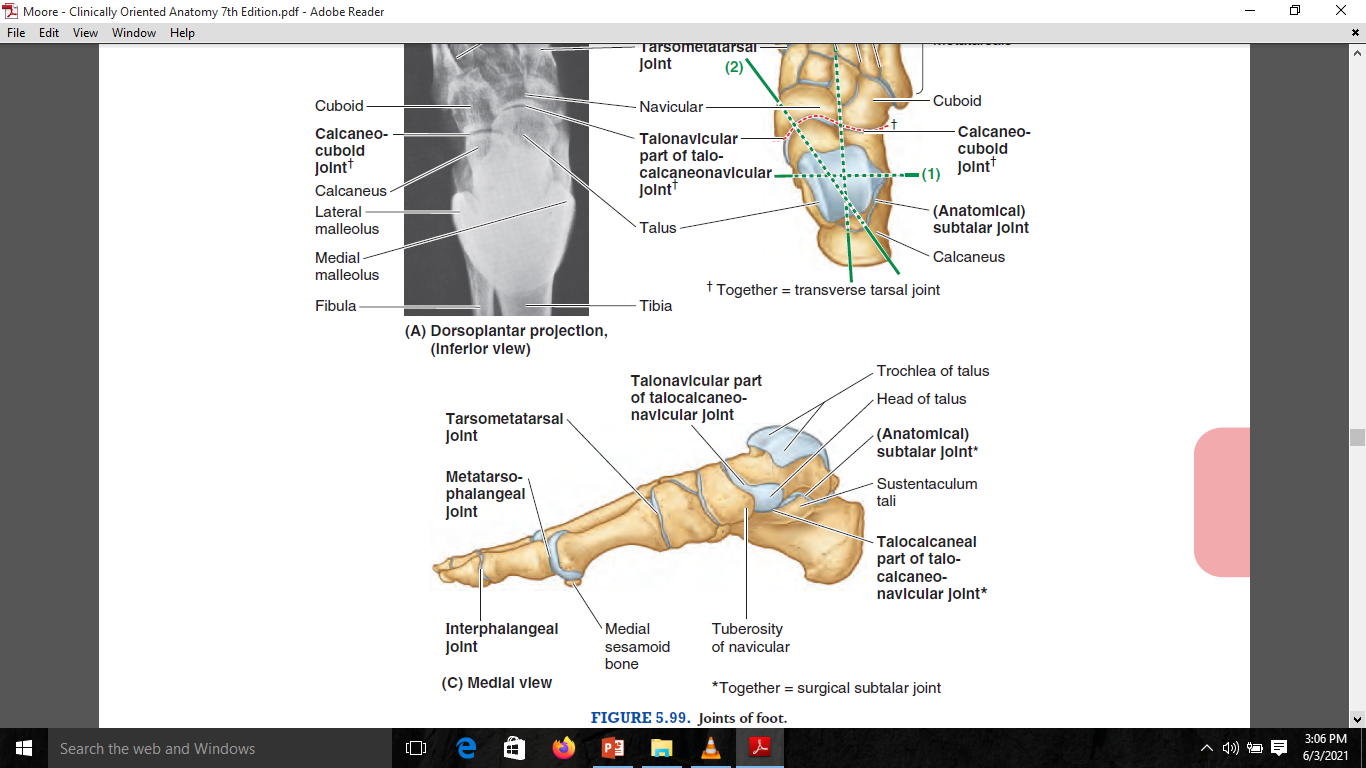 Moore - Clinically Oriented Anatomy 7th Edition.pdf - Adobe Reader
File Edit View Window Help
Tarsometatarsal
joint
(2)
Cuboid
Calcaneo-
cuboid
joint†
Calcaneus
Lateral
malleolus
Medial
malleolus
Fibula
Navicular
Talonavicular
part of talo-
calcaneonavicular
joint†
Talus
Tibia
Cuboid
†
Calcaneo-
cuboid
joint†
(1)
(Anatomical)
subtalar joint
Calcaneus
† Together = transverse tarsal joint
(A) Dorsoplantar projection,
(Inferior view)
Talonavicular part
of talocalcaneo-
navicular joint
Tarsometatarsal
joint
Metatarso-
phalangeal
joint
Trochlea of talus
Head of talus
(Anatomical)
subtalar joint*
Sustentaculum
tali
Talocalcaneal
part of talo-
calcaneo-
navicular joint*
Interphalangeal
joint
Medial
sesamoid
bone
Tuberosity
of navicular
(C) Medial view
*Together = surgical subtalar joint
FIGURE 5.99. Joints of foot.
Search the web and Windows
3:06 PM
6/3/2021